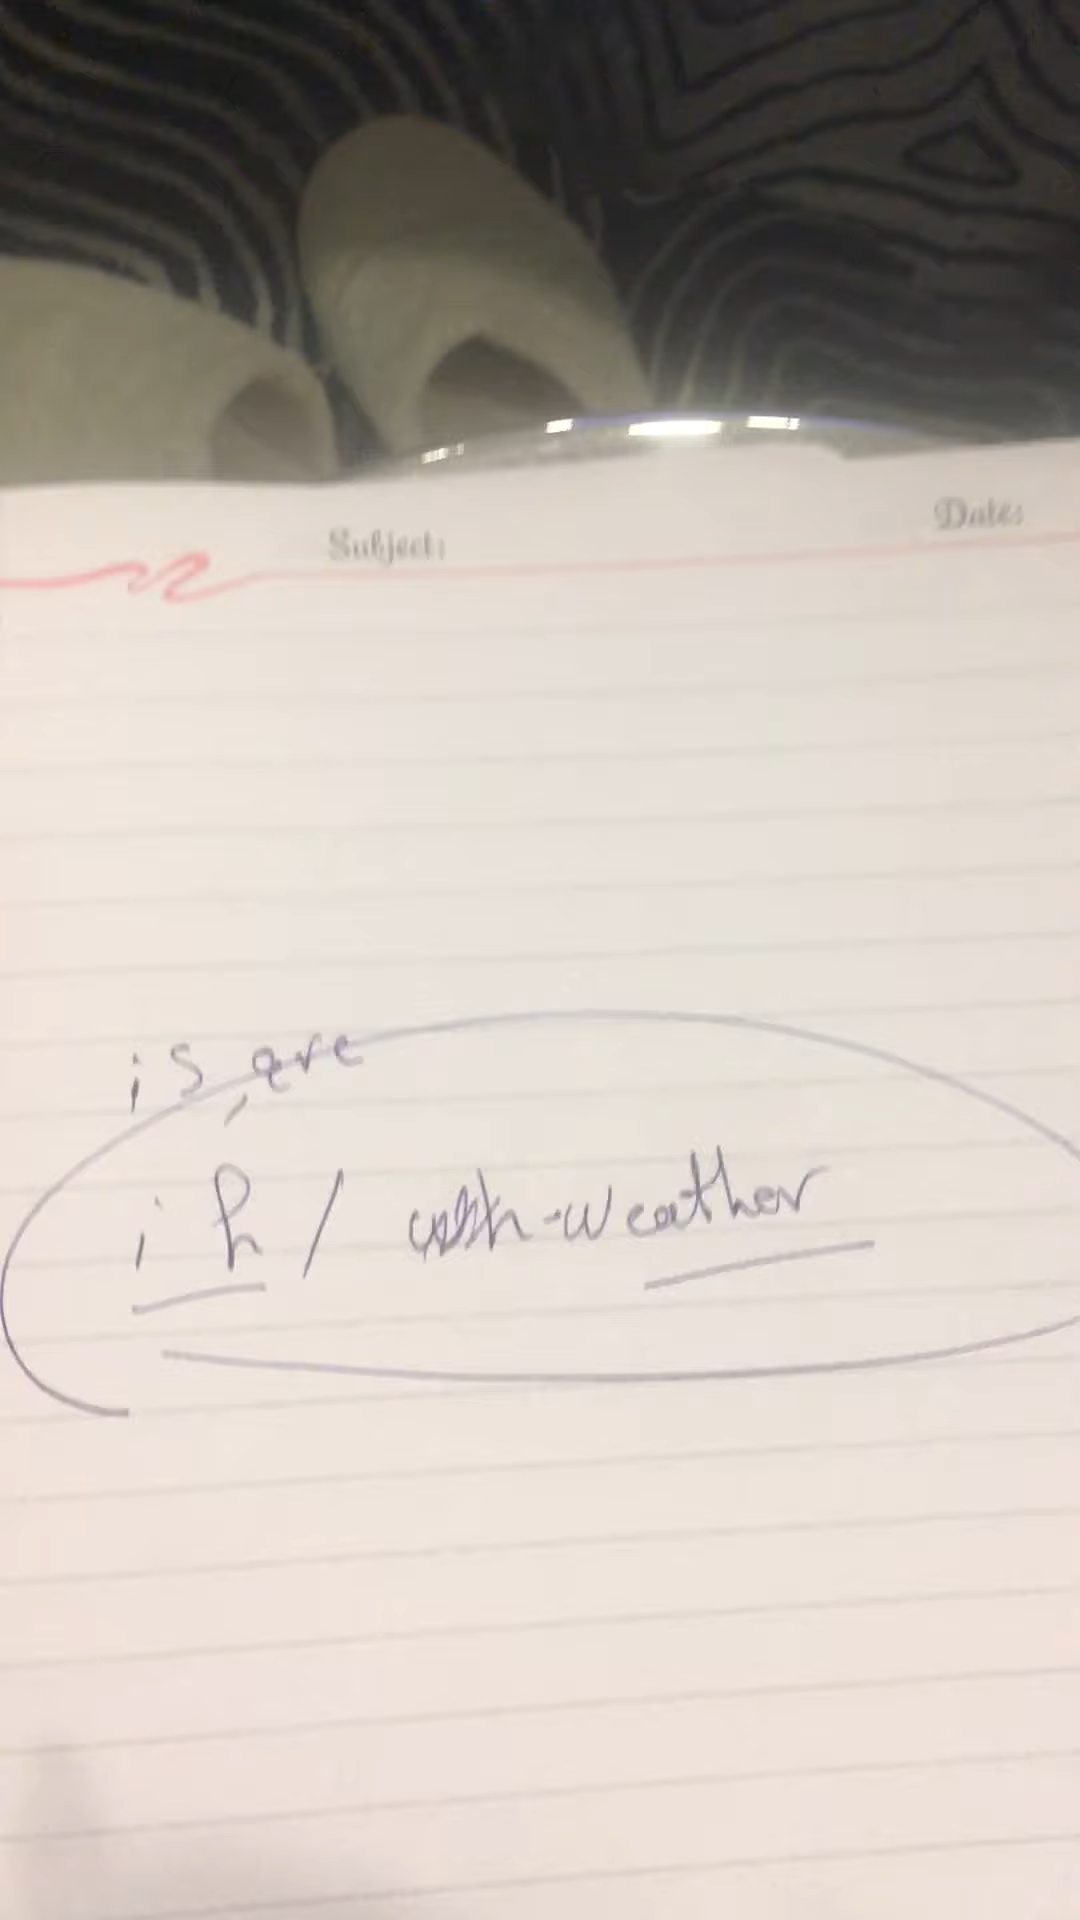 Subject: Date:
is, are
i h / -weather